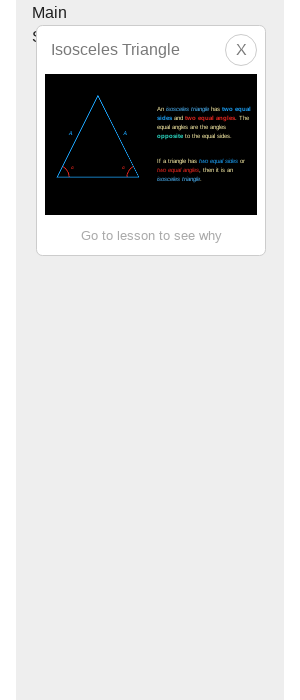 Main
S
Isosceles Triangle
X
An isosceles triangle has two equal
sides and two equal angles. The
equal angles are the angles
opposite to the equal sides.
If a triangle has two equal sides or
two equal angles, then it is an
isosceles triangle.
Go to lesson to see why